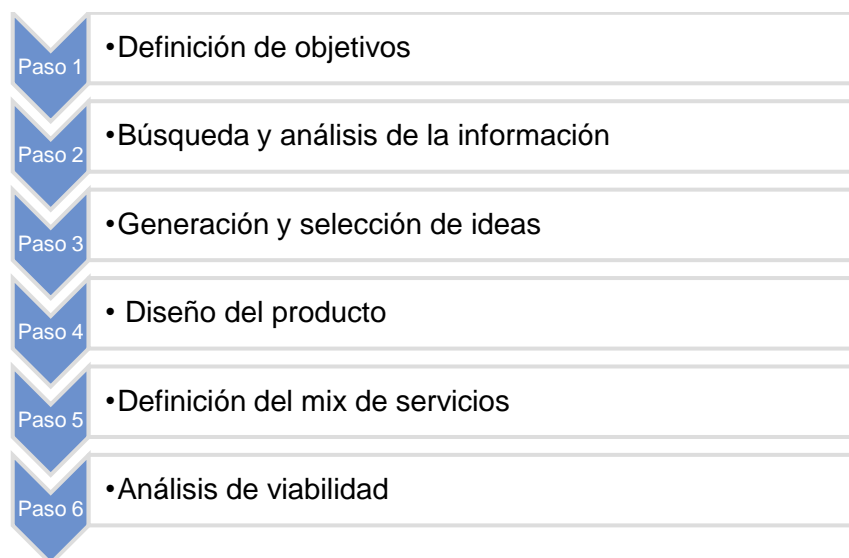 Paso 1
•Definición de objetivos
Paso 2
•Búsqueda y análisis de la información
Paso 3
•Generación y selección de ideas
Paso 4
• Diseño del producto
Paso 5
•Definición del mix de servicios
Paso 6
•Análisis de viabilidad